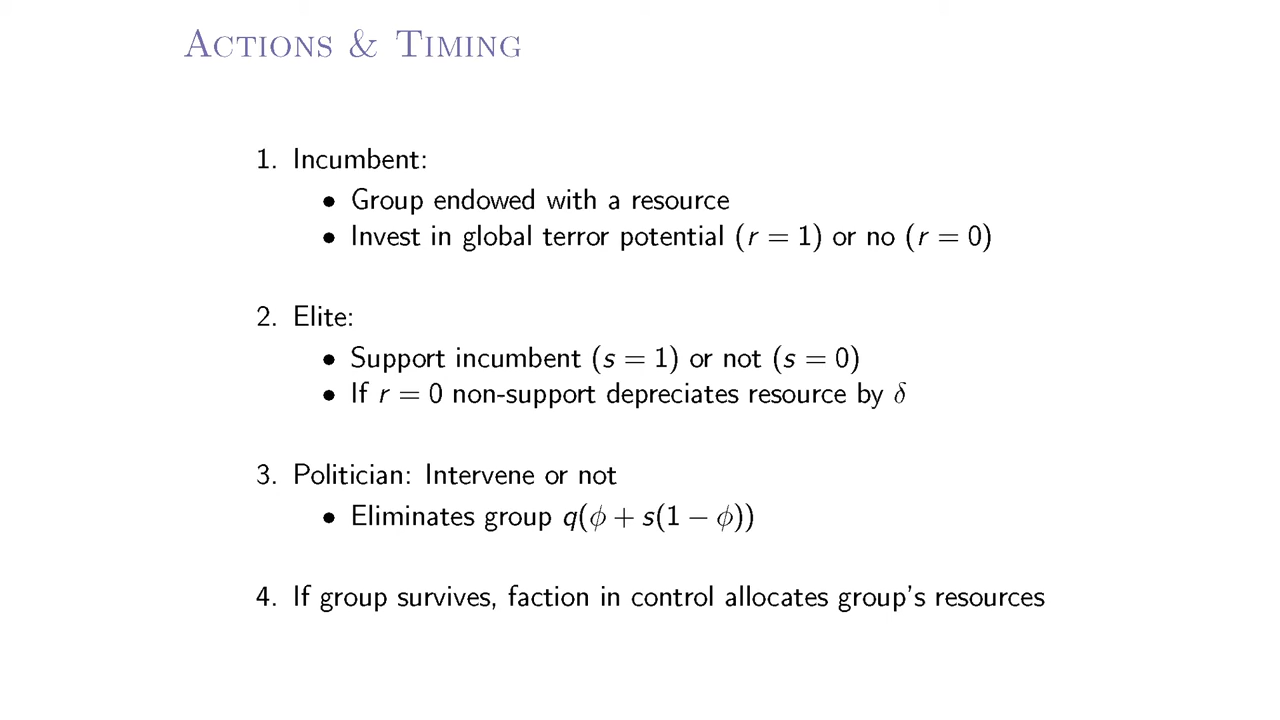 Actions & Timing
1. Incumbent:
• Group endowed with a resource
• Invest in global terror potential (r = 1) or no (r = 0)
2. Elite:
• Support incumbent (s = 1) or not (s = 0)
• If r = 0 non-support depreciates resource by δ
3. Politician: Intervene or not
• Eliminates group q(ϕ + s(1 − ϕ))
4. If group survives, faction in control allocates group's resources